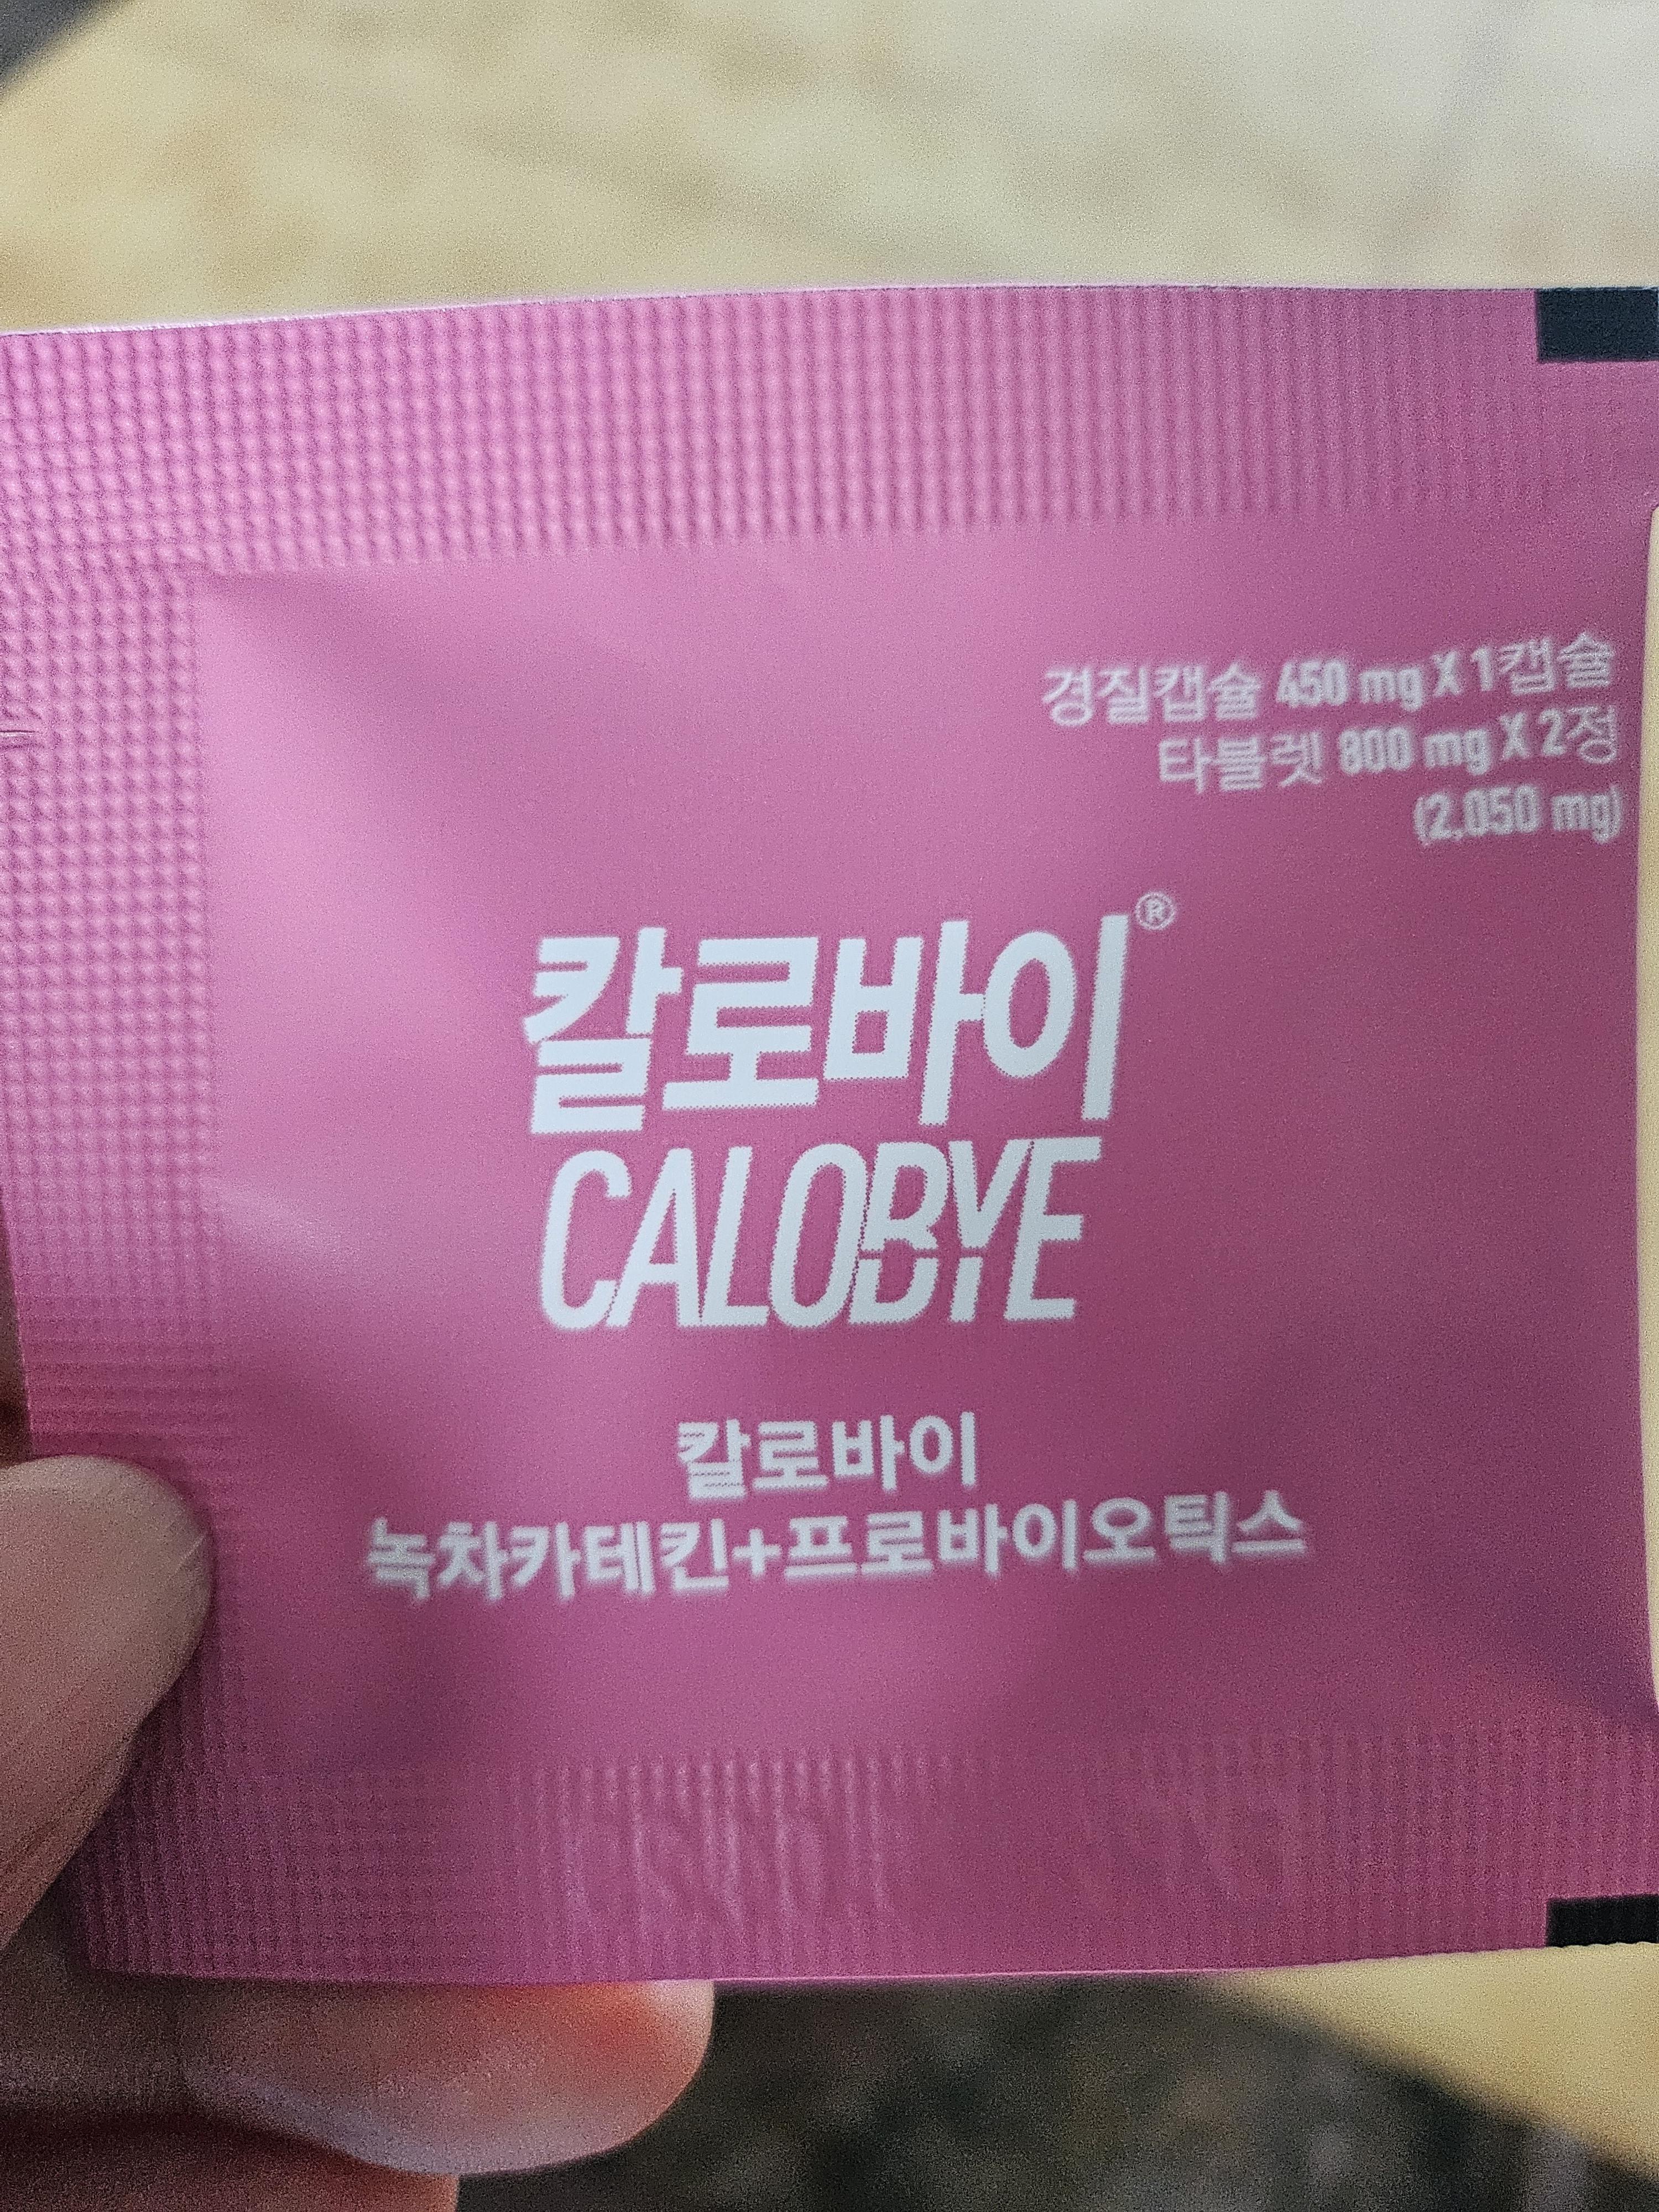 경질캡슐 450 mg X 1캡슐
타블렛 800 mg X 2정
(2,050 mg)
칼로바이®
CALOBYE
칼로바이
녹차카테킨+프로바이오틱스